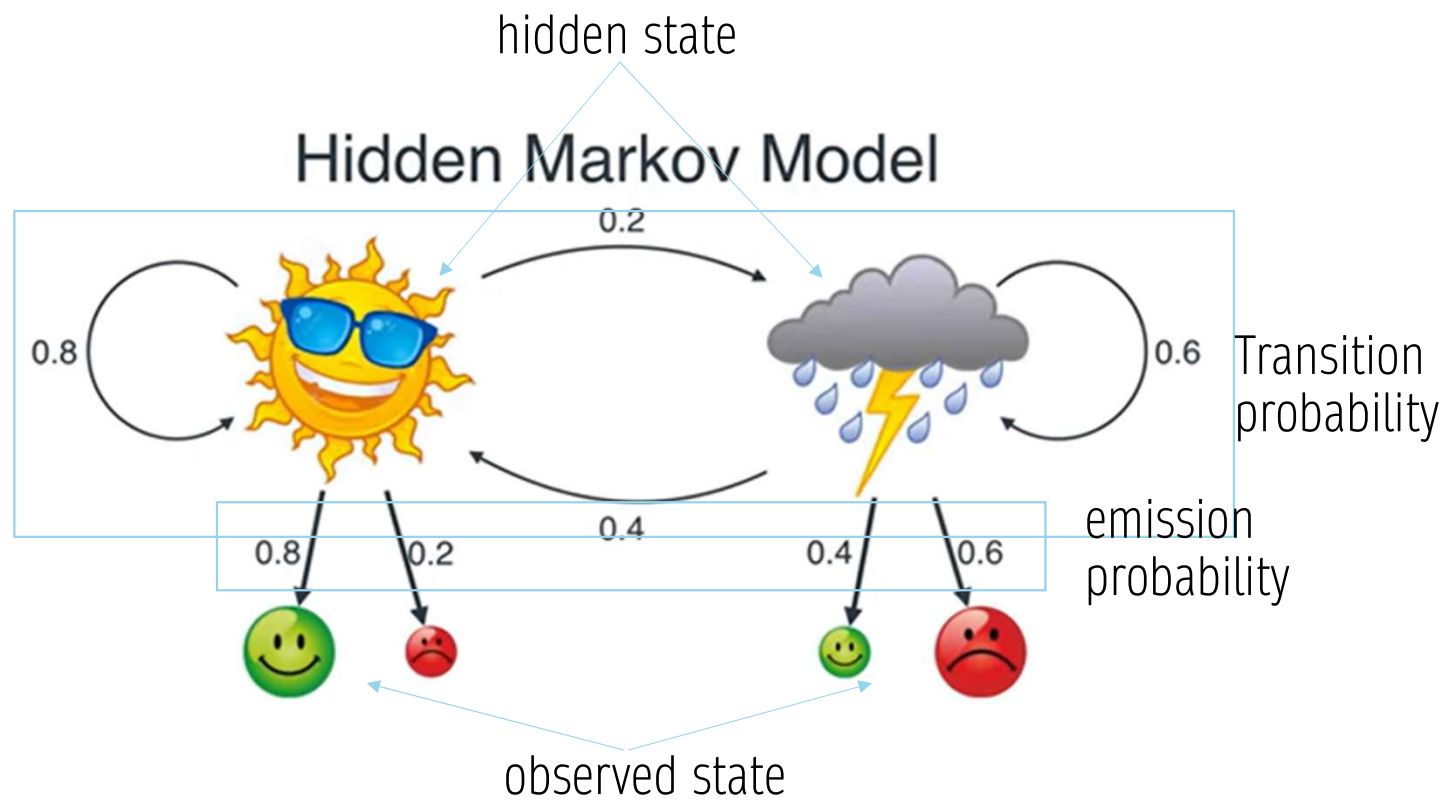 hidden state
Hidden Markov Model
0.2
0.8
0.6
Transition
probability
0.4
emission
probability
0.8
0.2
0.4
0.6
observed state